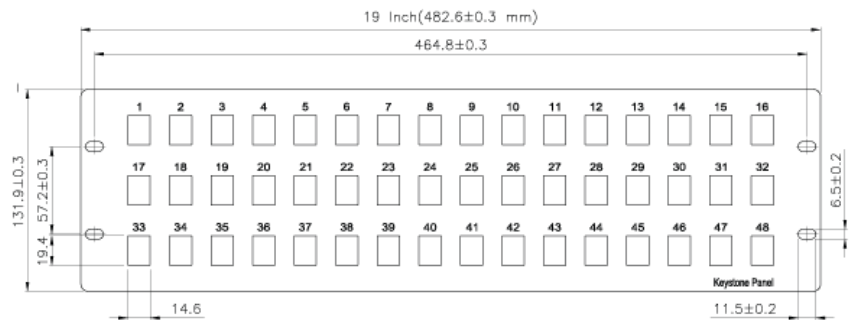 19 Inch(482.6±0.3 mm)
464.8±0.3
1 2 3 4 5 6 7 8 9 10 11 12 13 14 15 16
131.9±0.3
57.2±0.3
17 18 19 20 21 22 23 24 25 26 27 28 29 30 31 32
6.5±0.2
33 34 35 36 37 38 39 40 41 42 43 44 45 46 47 48
19.4
Keystone Panel
14.6
11.5±0.2